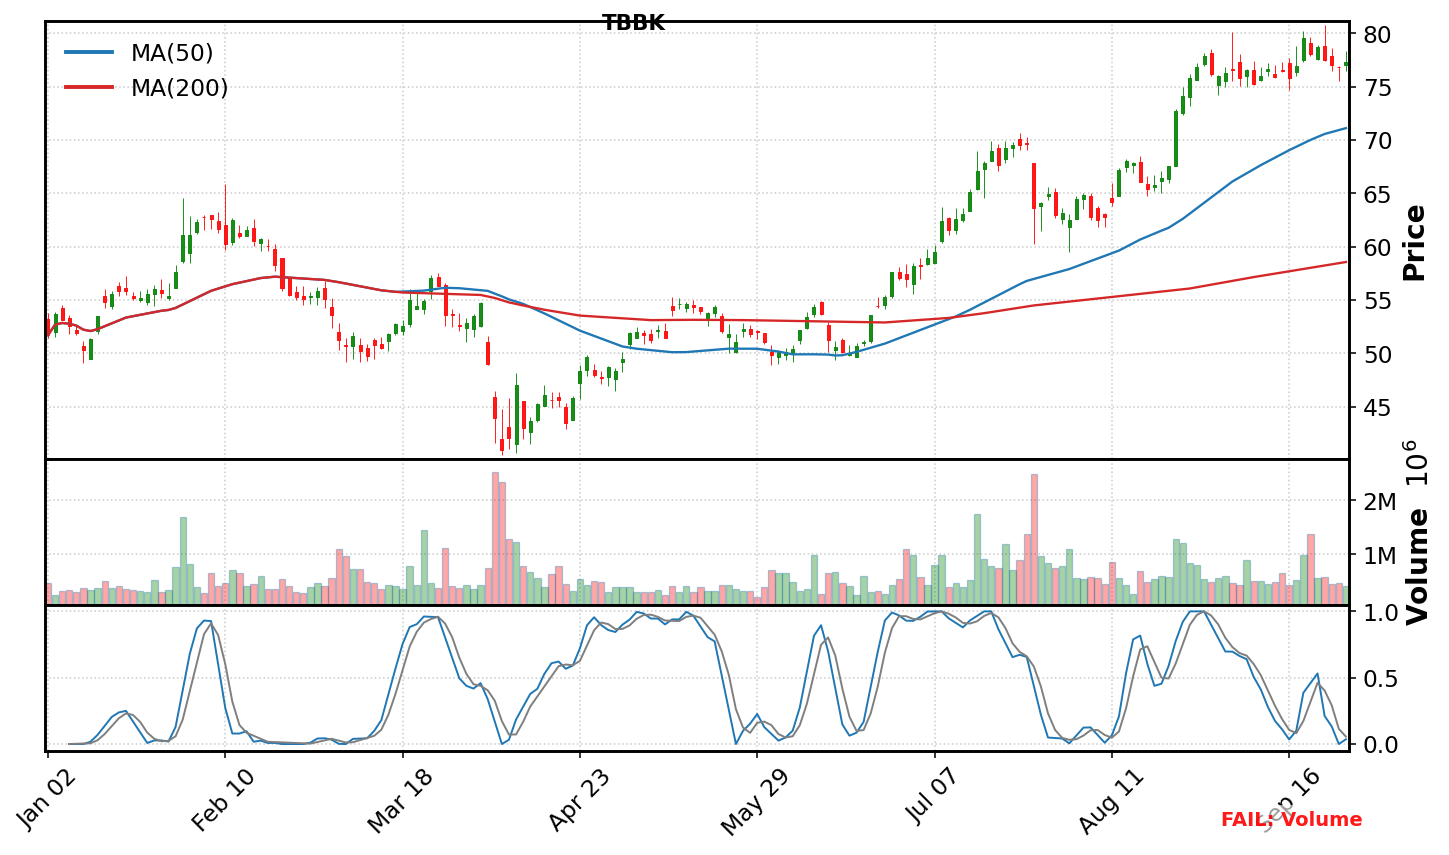 TBBK
MA(50)
MA(200)
80
75
70
65
60
55
50
45
Price
10^6
2M
1M
Volume
1.0
0.5
0.0
Jan 02
Feb 10
Mar 18
Apr 23
May 29
Jul 07
Aug 11
Sep 16
FAIL: Volume